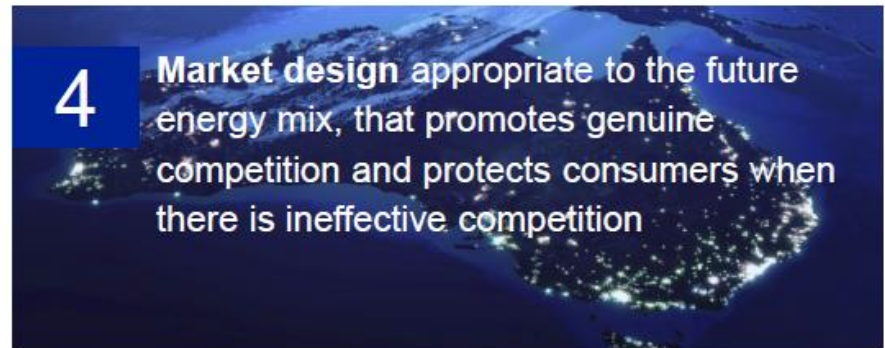 4
Market design appropriate to the future
energy mix, that promotes genuine
competition and protects consumers when
there is ineffective competition